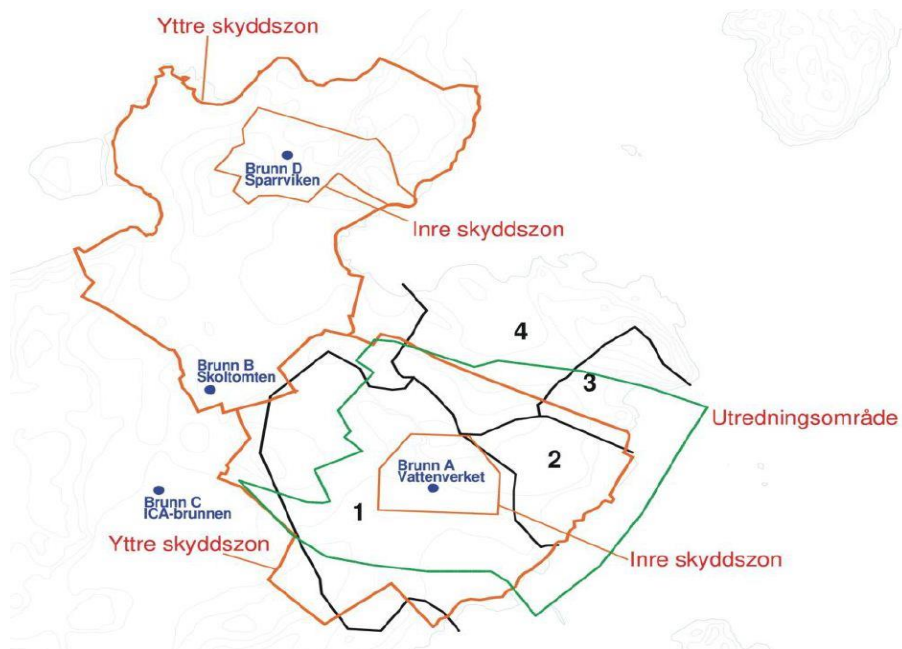 Yttre skyddszon
Brunn D
Sparrviken
Inre skyddszon
4
3
Brunn B
Skoltomten
Utredningsområde
2
Brunn A
Vattenverket
1
Brunn C
ICA-brunnen
Yttre skyddszon
Inre skyddszon